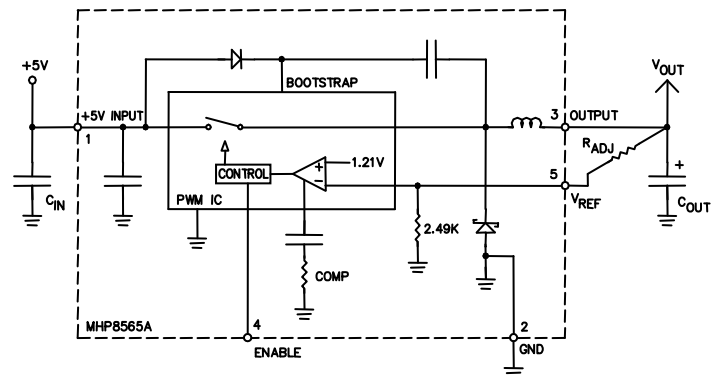 +5V
+5V INPUT
1
BOOTSTRAP
3 OUTPUT
V OUT
R ADJ
1.21V
+
-
CONTROL
5
V REF
+
C IN
C OUT
PWM IC
2.49K
COMP
MHP8565A
4
ENABLE
2
GND